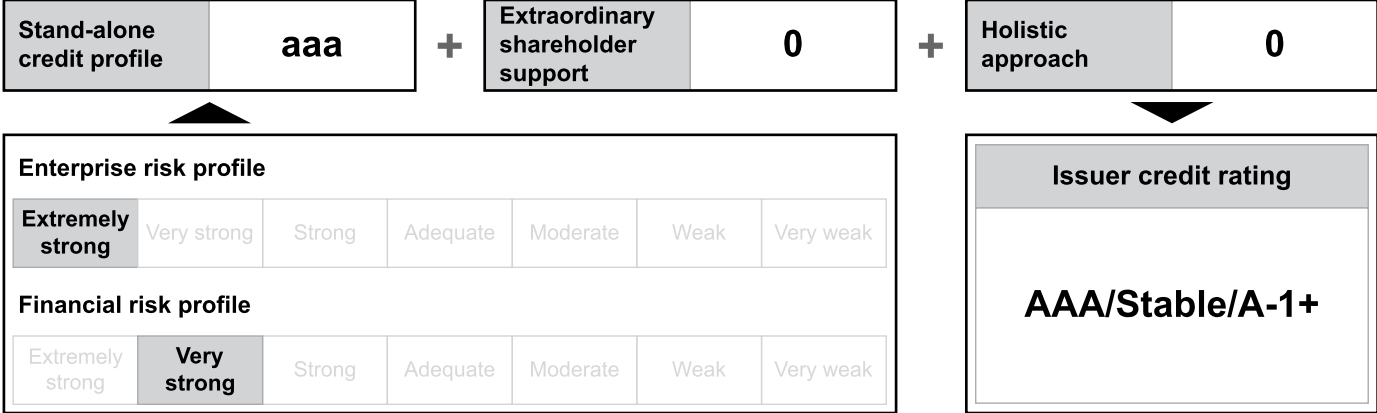 Stand-alone
credit profile
aaa
+
Extraordinary
shareholder
support
0
+
Holistic
approach
0
Enterprise risk profile
Extremely
strong
Very strong
Strong
Adequate
Moderate
Weak
Very weak
Financial risk profile
Extremely
strong
Very
strong
Strong
Adequate
Moderate
Weak
Very weak
Issuer credit rating
AAA/Stable/A-1+